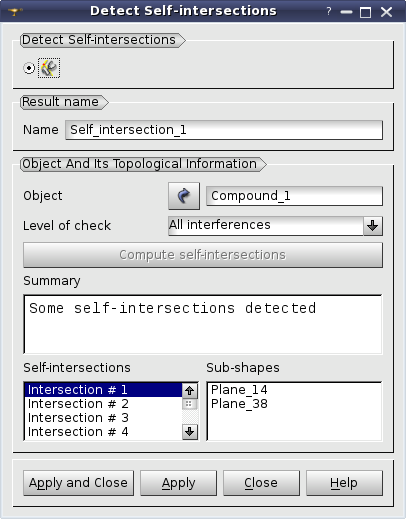 Detect Self-intersections
?
Detect Self-intersections
Result name
Name Self_intersection_1
Object And Its Topological Information
Object Compound_1
Level of check All interferences
Compute self-intersections
Summary
Some self-intersections detected
Self-intersections Sub-shapes
Intersection # 1 Plane_14
Intersection # 2 Plane_38
Intersection # 3
Intersection # 4
Apply and Close Apply Close Help